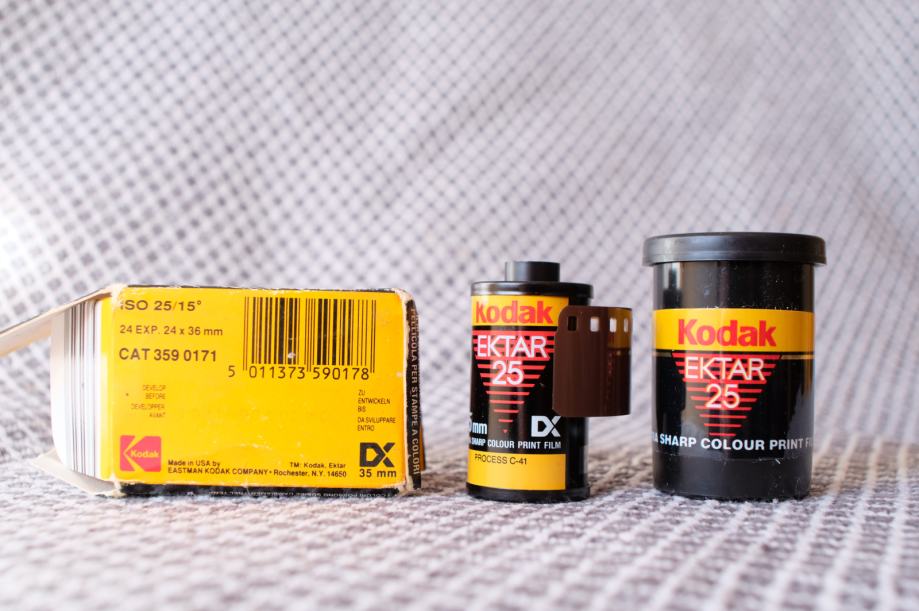 ISO 25/15°
24 EXP. 24 x 36 mm
CAT 359 0171
5 011373 590178
DEVELOP
BEFORE
DEVELOPPER
AVANT
ZU
ENTWICKELN
BIS
DA SVILUPPARE
ENTRO
Kodak
Made in USA by
EASTMAN KODAK COMPANY • Rochester, N.Y. 14650
TM: Kodak, Ektar
DX
35 mm
PELLICOLA PER STAMPE A COLORI
Kodak
EKTAR
25
mm
DX
SHARP COLOUR PRINT FILM
PROCESS C-41
Kodak
EKTAR
25
A SHARP COLOUR PRINT